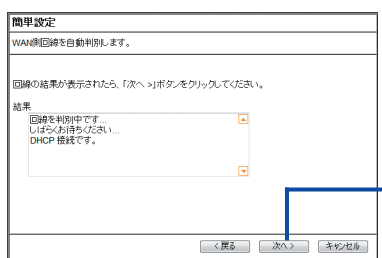 簡単設定
WAN側回線を自動判別します。
回線の結果が表示されたら、「次へ >」ボタンをクリックしてください。
結果
回線を判別中です...
しばらくお待ちください...
DHCP 接続です。
< 戻る 次へ > キャンセル